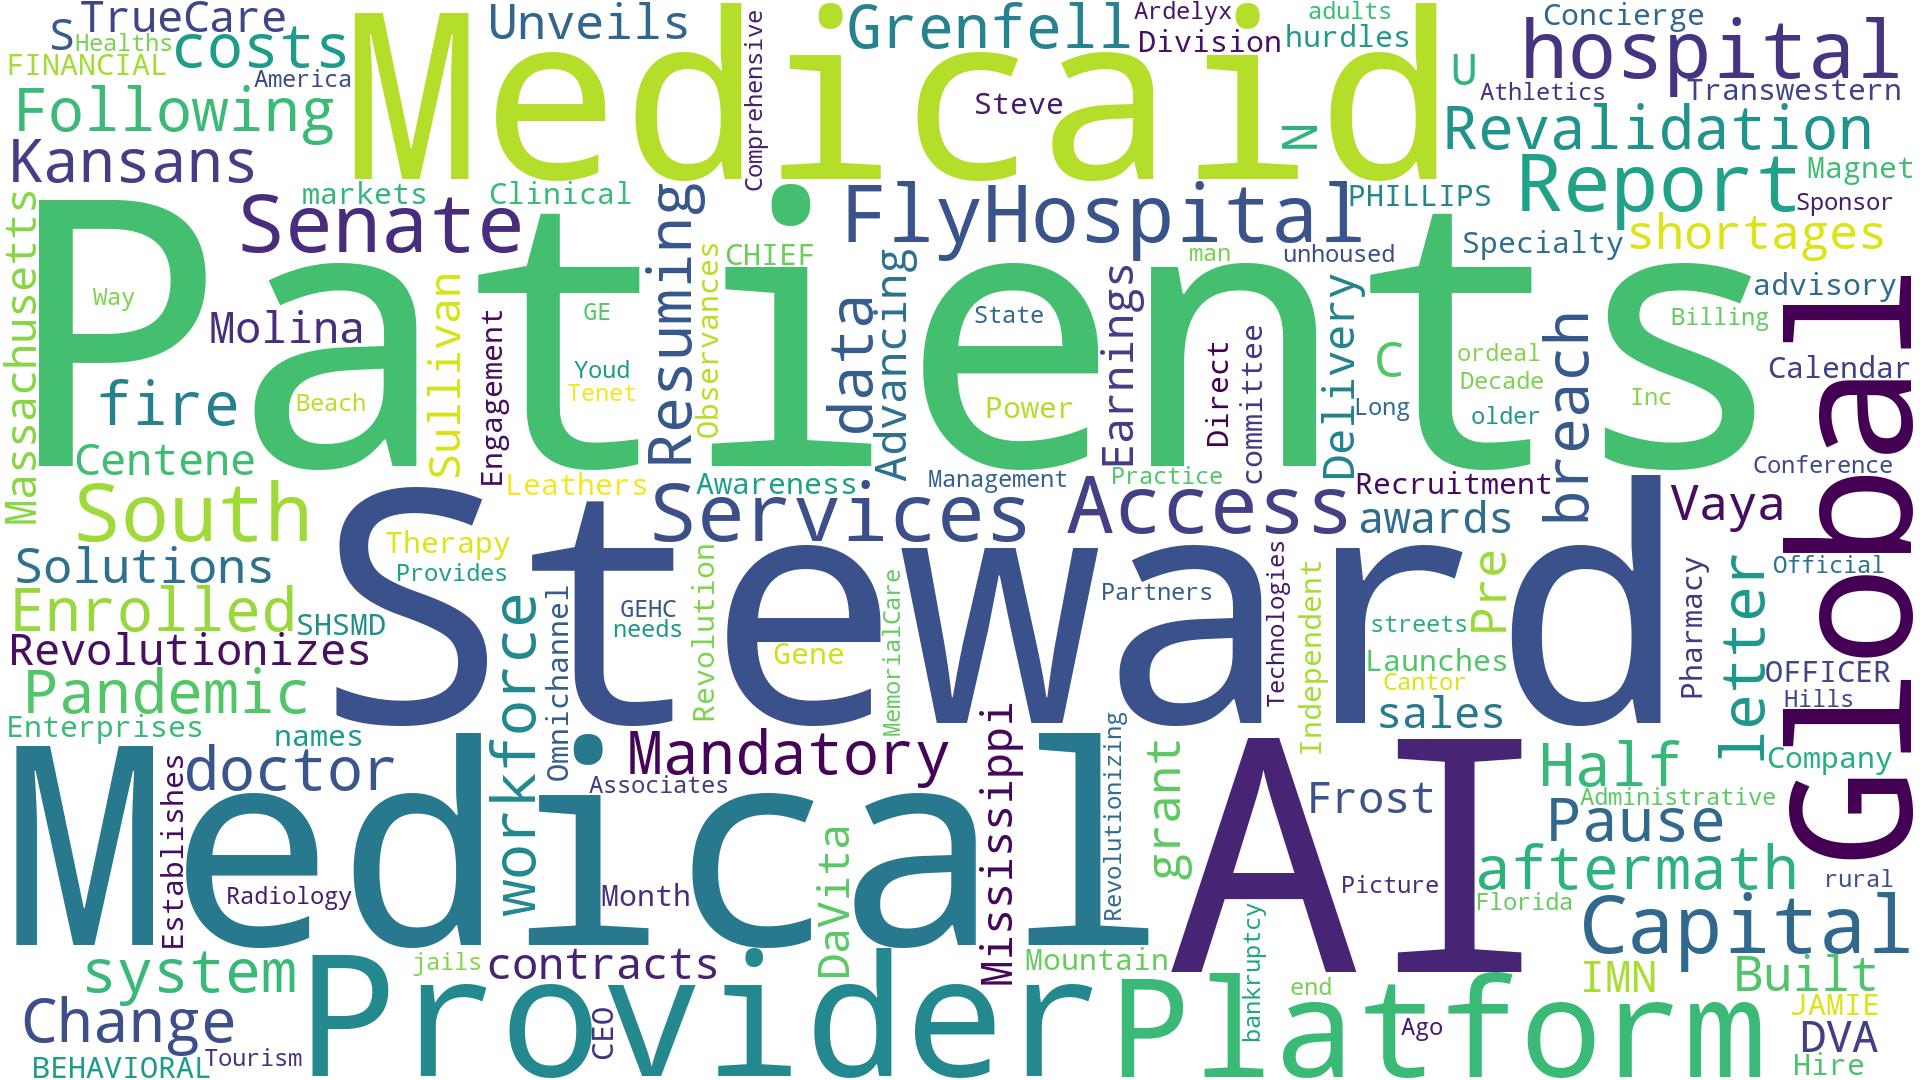 TrueCare
S
Healths
costs
FINANCIAL
America
Medicaid
Unveils
Comprehensive
Grenfell
Ardelyx
Division
adults
hurdles
Concierge
hospital
U
Athletics
Transwestern
Following
Steve
N
Revalidation
Kansans
markets
Clinical
Report
Magnet
Massachusetts
Senate
Resuming
FlyHospital
PHILLIPS
Sponsor
Patients
CHIEF
man
unhoused
Specialty
shortages
Way
Molina
Sullivan
Engagement
GE
Observances
data
Advancing
State
Earnings
Direct
committee
Delivery
C
breach
advisory
Billing
Global
fire
Beach
Youd
Tenet
Power
Long
ordeal
Decade
older
Inc
Calendar
Centene
Leathers
Awareness
Management
Practice
Recruitment
Conference
South
Services
Access
awards
Vaya
Solutions
Steward
Therapy
Provides
Enrolled
SHSMD
workforce
Omnichannel
GEHC
needs
Revolution
Gene
MemorialCare
Partners
Technologies
Independent
streets
Launches
Cantor
Pre
Pharmacy
letter
Official
Revolutionizes
Pandemic
OFFICER
Hills
Enterprises
names
sales
Medical
Establishes
doctor
Mandatory
Associates
Mississippi
Revolutionizing
grant
AI
Frost
Half
Company
Administrative
Pause
Radiology
Month
DaVita
Picture
aftermath
Florida
rural
Capital
system
jails
contracts
Mountain
bankruptcy
end
IMN
Built
Change
Provider
CEO
Platform
Ago
JAMIE
DVA
BEHAVIORAL
Tourism
Hire